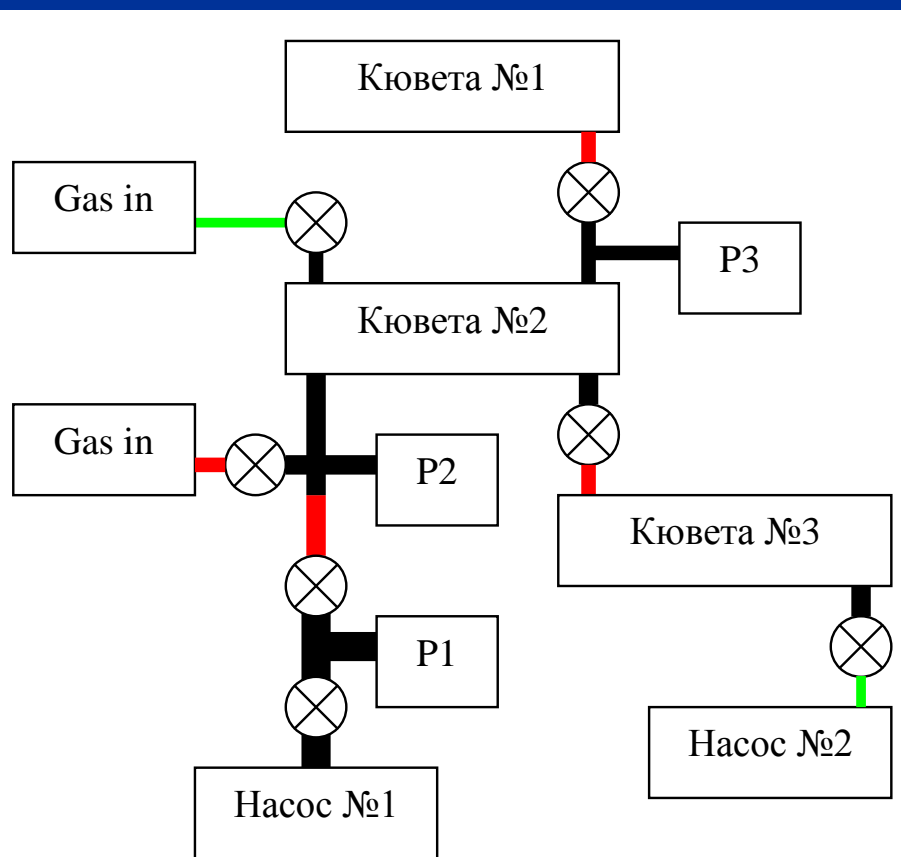 Кювета №1
Gas in
P3
Кювета №2
Gas in
P2
Кювета №3
P1
Насос №2
Насос №1